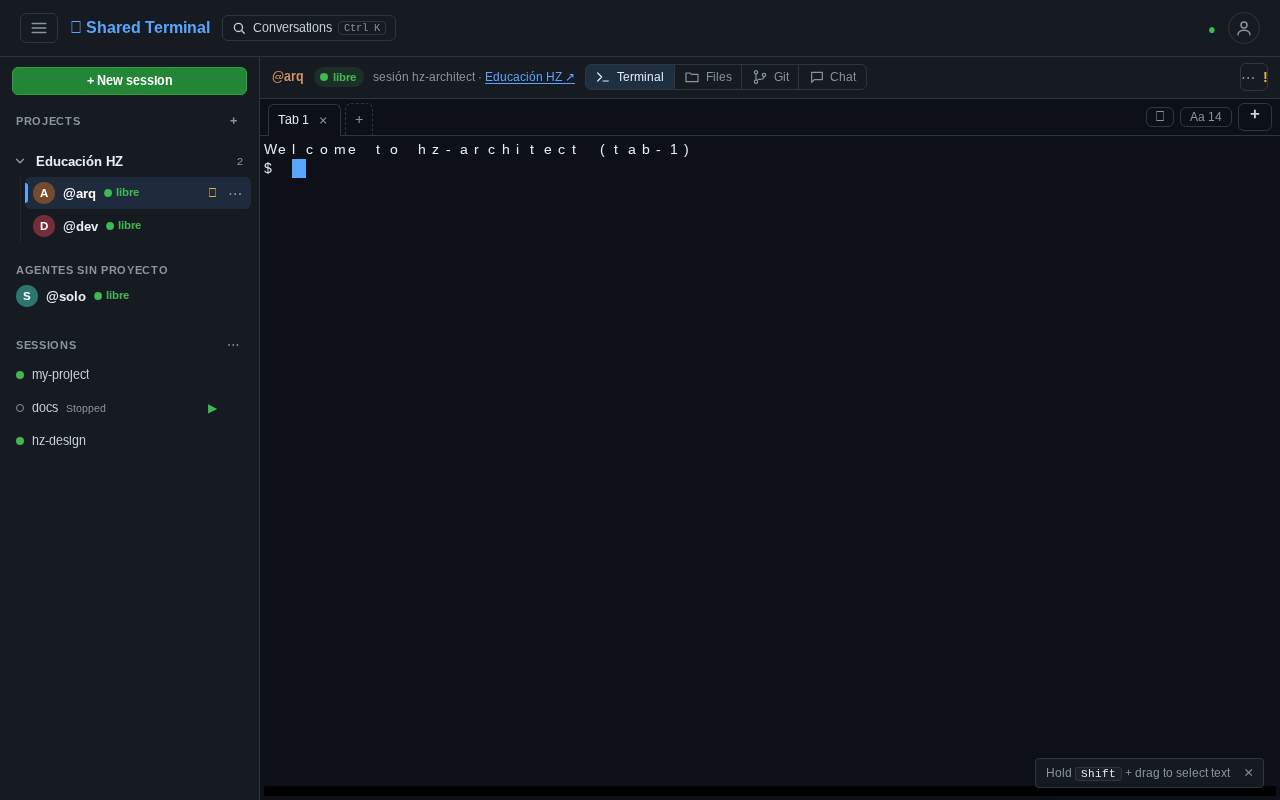 Shared Terminal
Conversations Ctrl K
+ New session
PROJECTS +
Educación HZ 2
A @arq libre ···
D @dev libre
AGENTES SIN PROYECTO
S @solo libre
SESSIONS ···
my-project
docs Stopped ▶
hz-design
@arq libre sesión hz-architect · Educación HZ ↗ Terminal Files Git Chat ··· !
Tab 1 × + Aa 14 +
Welcome to hz-architect (tab-1)
$
Hold Shift + drag to select text ×